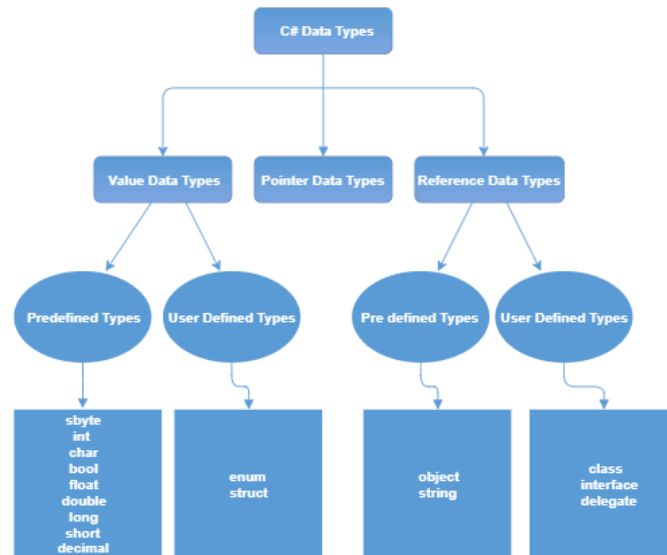 C# Data Types
Value Data Types
Pointer Data Types
Reference Data Types
Predefined Types
User Defined Types
Pre defined Types
User Defined Types
sbyte
int
char
bool
float
double
long
short
decimal
enum
struct
object
string
class
interface
delegate